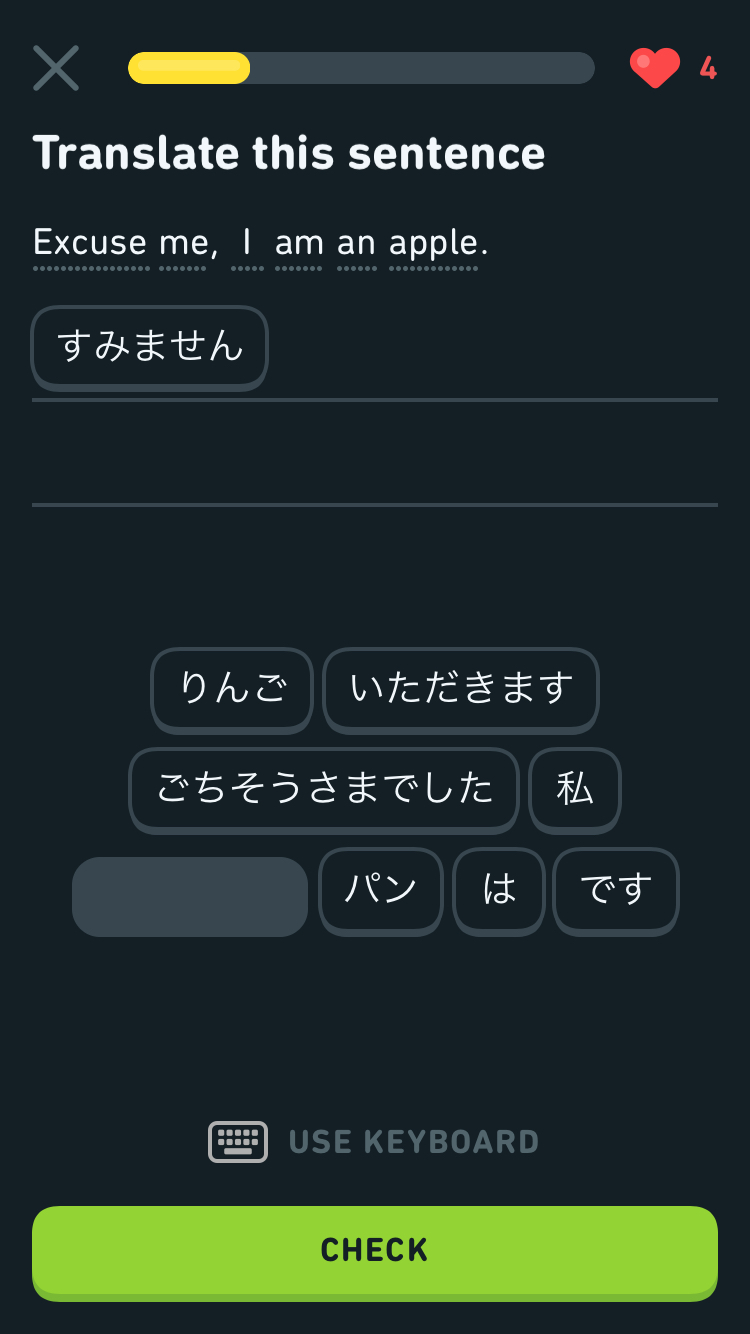 4
Translate this sentence
Excuse me, I am an apple.
すみません
りんご いただきます
ごちそうさまでした 私
パン は です
USE KEYBOARD
CHECK